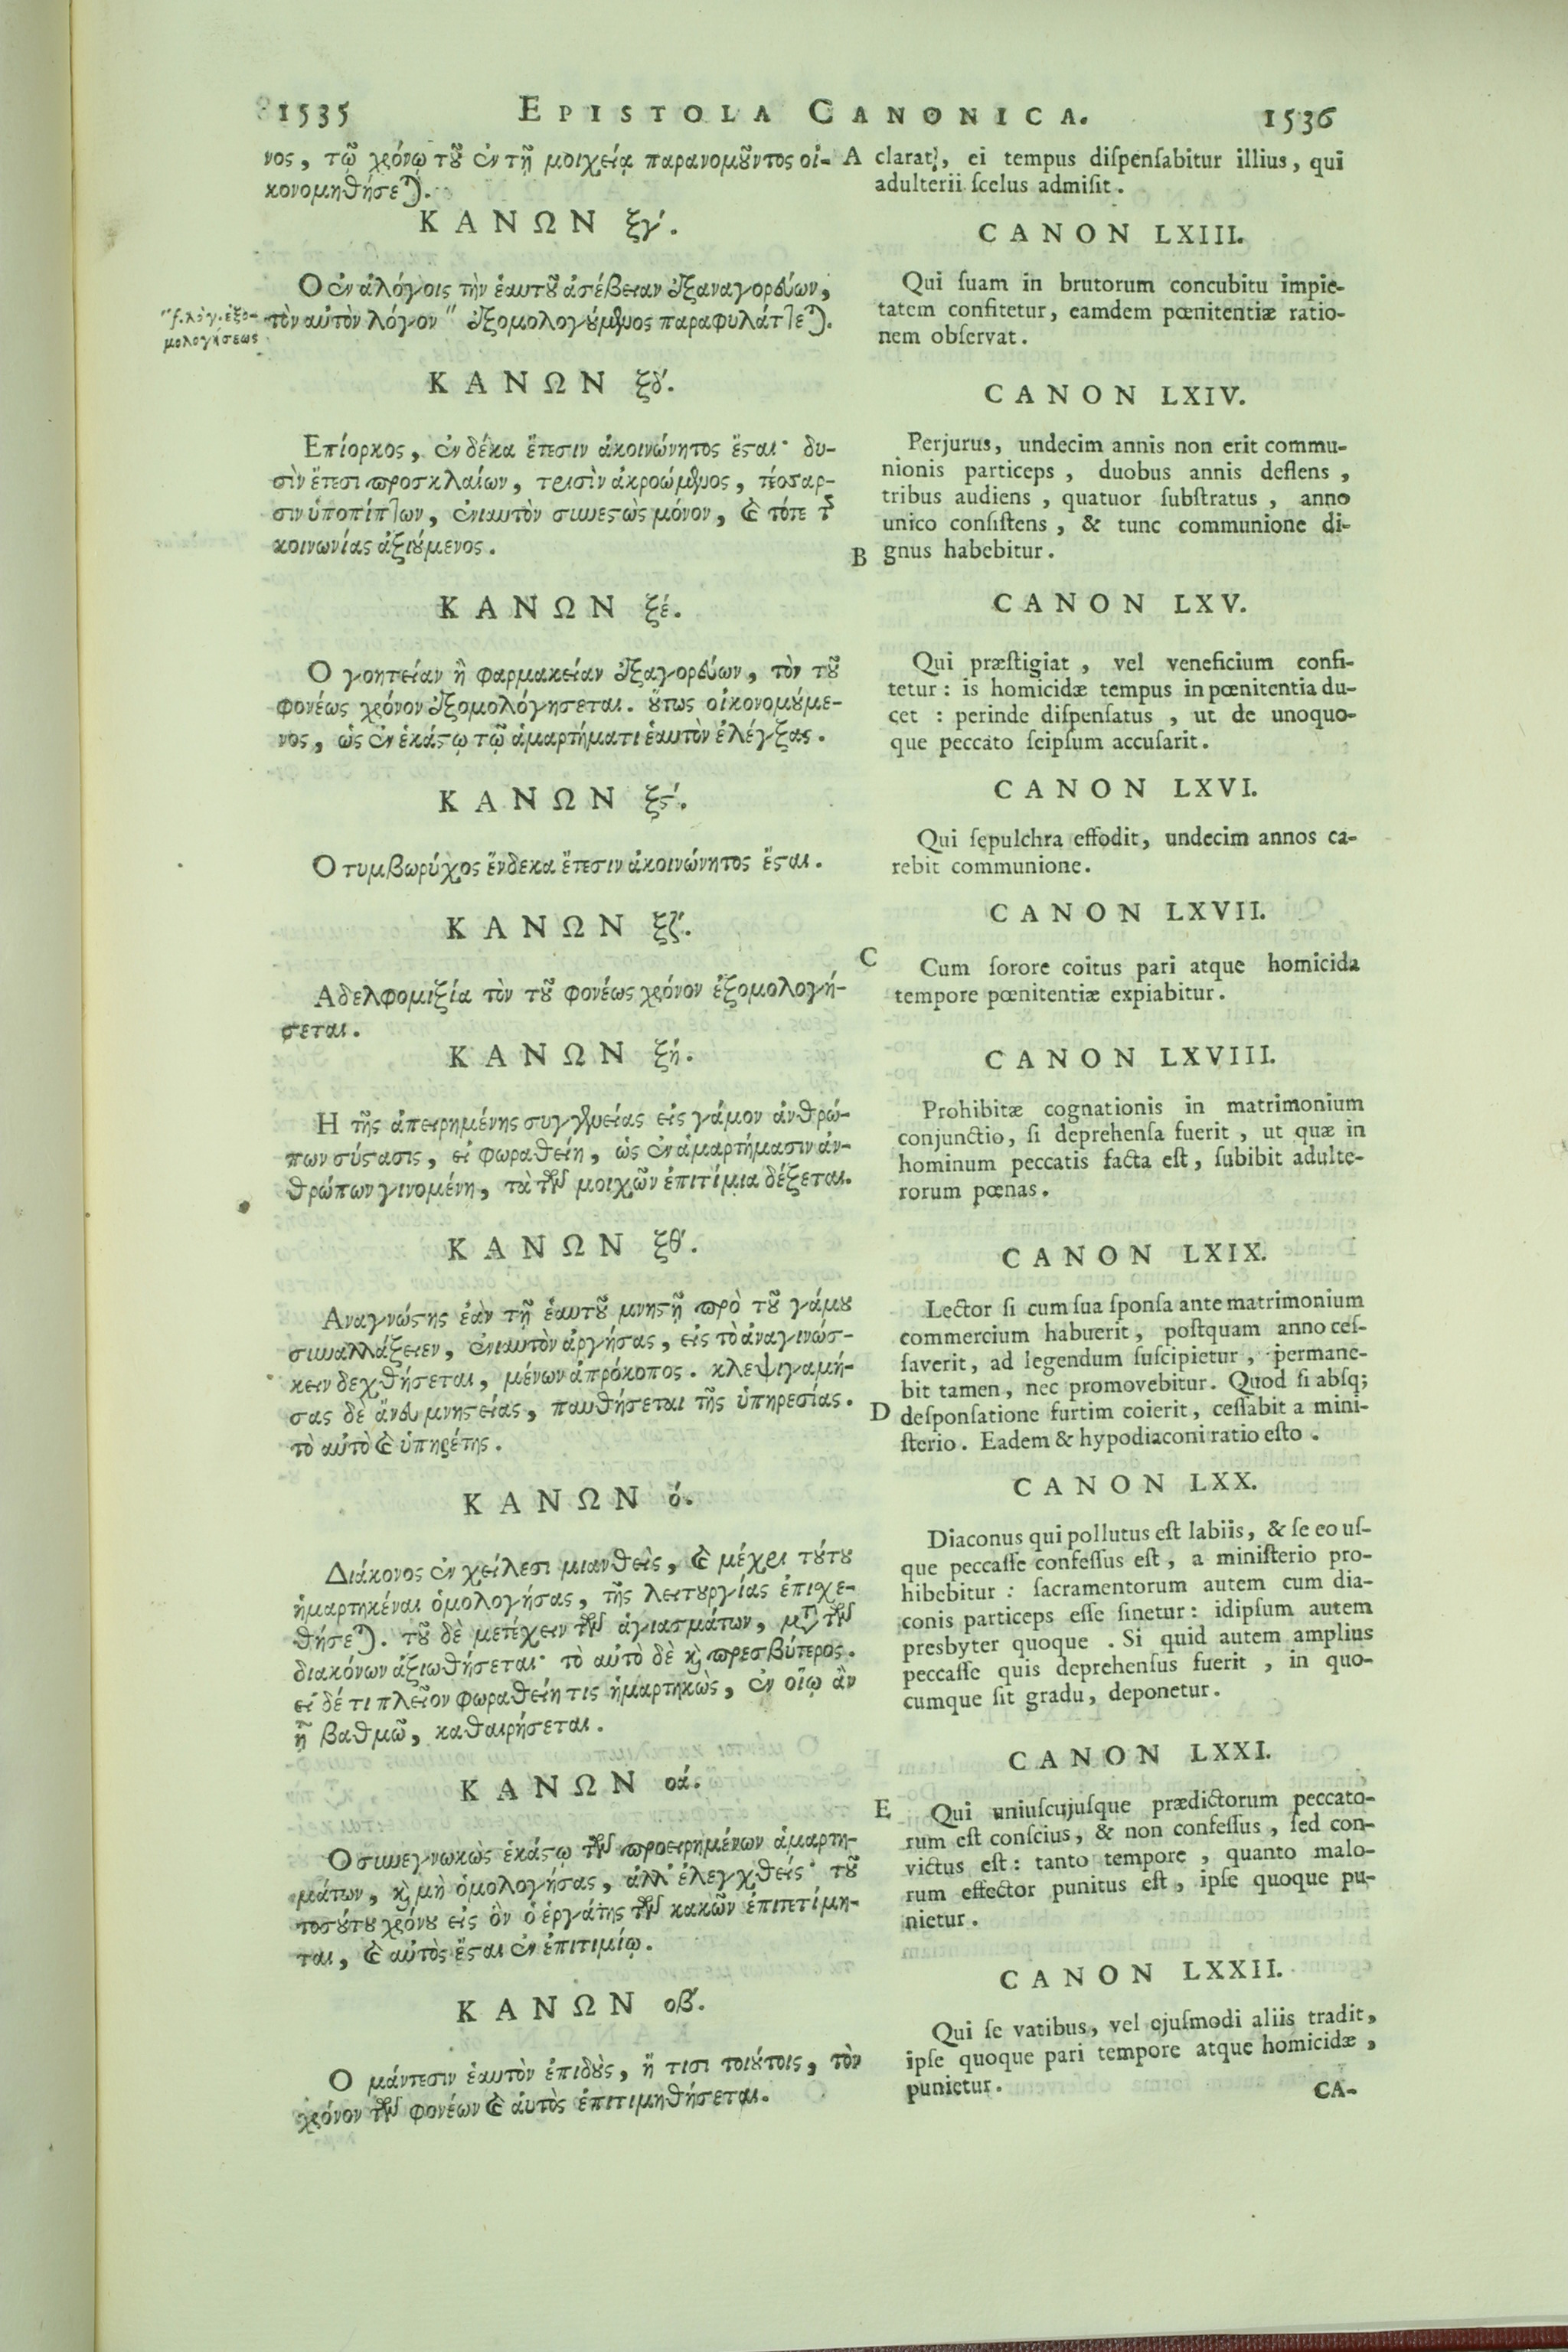 1535
EPISTOLA CANONICA.
1536
νος, τῷ χρόνῳ τοῦ ἐν τῇ μοιχείᾳ παρανομοῦντος οἰ-
κονομηθήσεται.
ΚΑΝΩΝ ξγʹ.
Ο ἐν ἀλόγοις τὴν ἑαυτοῦ ἀσέβειαν ἐξαναγορεύων,
τὸν αὐτὸν λόγον " ἐξομολογούμενος παραφυλάττεται.
"f. λόγ. ἐξο-
μολογήσεως
ΚΑΝΩΝ ξδʹ.
Επίορκος, ἐν δέκα ἔτεσιν ἀκοινώνητος ἔσται· δυ-
σὶν ἔτεσι προσκλαίων, τρισὶν ἀκροώμενος, τέσσαρ-
σιν ὑποπίπτων, ἐνιαυτὸν συνεστὼς μόνον, καὶ τότε τῆς
κοινωνίας ἀξιούμενος.
ΚΑΝΩΝ ξέ.
Ο γοητείαν ἢ φαρμακείαν ἐξαγορεύων, τὸν τοῦ
φονέως χρόνον ἐξομολόγησεται. οὕτως οἰκονομούμε-
νος, ὡς ἐν ἑκάστῳ τῷ ἁμαρτήματι ἑαυτὸν ἐλέγξας.
ΚΑΝΩΝ ξϛʹ.
Ο τυμβωρύχος ἕνδεκα ἔτεσιν ἀκοινώνητος ἔσται.
ΚΑΝΩΝ ξζʹ.
Αδελφομιξία τὸν τοῦ φονέως χρόνον ἐξομολογή-
σεται.
ΚΑΝΩΝ ξή.
Η τῆς ἀπειρημένης συγγενείας εἰς γάμον ἀνθρώ-
πων σύστασις, εἰ φωραθείη, ὡς ἐν ἁμαρτήμασιν ἀν-
θρώπων γινομένη, τὰ τῶν μοιχῶν ἐπιτίμια δέξεται.
ΚΑΝΩΝ ξθʹ.
Αναγνώστης ἐὰν τῇ ἑαυτοῦ μνηστῇ πρὸ τοῦ γάμου
συναλλάξειεν, ἐνιαυτὸν ἀργήσας, εἰς τὸ ἀναγινώσ-
κειν δεχθήσεται, μένων ἀπρόκοπος. κλεψιγαμή-
σας δὲ ἄνευ μνηστείας, παυθήσεται τῆς ὑπηρεσίας.
τὸ αὐτὸ καὶ ὑπηρέτης.
ΚΑΝΩΝ ό.
Διάκονος ἐν χείλεσι μιανθεὶς, καὶ μέχρι τούτου
ἡμαρτηκέναι ὁμολογήσας, τῆς λειτουργίας ἐπισχε-
θήσεται. τοῦ δὲ μετέχειν τῶν ἁγιασμάτων, μετὰ τῶν
διακόνων ἀξιωθήσεται· τὸ αὐτὸ δὲ καὶ πρεσβύτερος.
εἰ δέ τι πλεῖον φωραθείη τις ἡμαρτηκὼς, ἐν οἵῳ ἂν
ᾖ βαθμῷ, καθαιρήσεται.
ΚΑΝΩΝ οά.
Ο συνεγνωκὼς ἑκάστῳ τῶν προειρημένων ἁμαρτη-
μάτων, καὶ μὴ ὁμολογήσας, ἀλλ' ἐλεγχθεὶς· τοῦ
τοσούτου χρόνου εἰς ὃν ὁ ἐργάτης τῶν κακῶν ἐπιτετίμη-
ται, καὶ αὐτὸς ἔσται ἐν ἐπιτιμίῳ.
ΚΑΝΩΝ οβʹ.
Ο μάντεσιν ἑαυτὸν ἐπιδοὺς, ἤ τισι τοιούτοις, τὸν
χρόνον τῶν φονέων καὶ αὐτὸς ἐπιτιμηθήσεται.
A
clarat;, ei tempus diſpenſabitur illius, qui
adulterii ſcelus admiſit.
CANON LXIII.
Qui ſuam in brutorum concubitu impie-
tatem confitetur, eamdem pœnitentiæ ratio-
nem obſervat.
CANON LXIV.
Perjurus, undecim annis non erit commu-
nionis particeps, duobus annis deflens,
tribus audiens, quatuor ſubſtratus, anno
unico conſiſtens, & tunc communione di-
B
gnus habebitur.
CANON LXV.
Qui præſtigiat, vel veneficium confi-
tetur: is homicidæ tempus in pœnitentia du-
cet: perinde diſpenſatus, ut de unoquo-
que peccato ſeipſum accuſarit.
CANON LXVI.
Qui ſepulchra effodit, undecim annos ca-
rebit communione.
CANON LXVII.
C
Cum ſorore coitus pari atque homicida
tempore pœnitentiæ expiabitur.
CANON LXVIII.
Prohibitæ cognationis in matrimonium
conjunctio, ſi deprehenſa fuerit, ut quæ in
hominum peccatis facta eſt, ſubibit adulte-
rorum pœnas.
CANON LXIX.
Lector ſi cum ſua ſponſa ante matrimonium
commercium habuerit, poſtquam anno ceſ-
ſaverit, ad legendum ſuſcipietur, permane-
bit tamen, nec promovebitur. Quod ſi abſq;
D
deſponſatione furtim coierit, ceſſabit a mini-
ſterio. Eadem & hypodiaconi ratio eſto.
CANON LXX.
Diaconus qui pollutus eſt labiis, & ſe eo uſ-
que peccaſſe confeſſus eſt, a miniſterio pro-
hibebitur: ſacramentorum autem cum dia-
conis particeps eſſe ſinetur: idipſum autem
presbyter quoque. Si quid autem amplius
peccaſſe quis deprehenſus fuerit, in quo-
cumque ſit gradu, deponetur.
CANON LXXI.
E
Qui uniuſcujuſque prædictorum peccato-
rum eſt conſcius, & non confeſſus, ſed con-
victus eſt: tanto tempore, quanto malo-
rum effector punitus eſt, ipſe quoque pu-
nietur.
CANON LXXII.
Qui ſe vatibus, vel ejuſmodi aliis tradit,
ipſe quoque pari tempore atque homicidæ,
punietur.
CA-